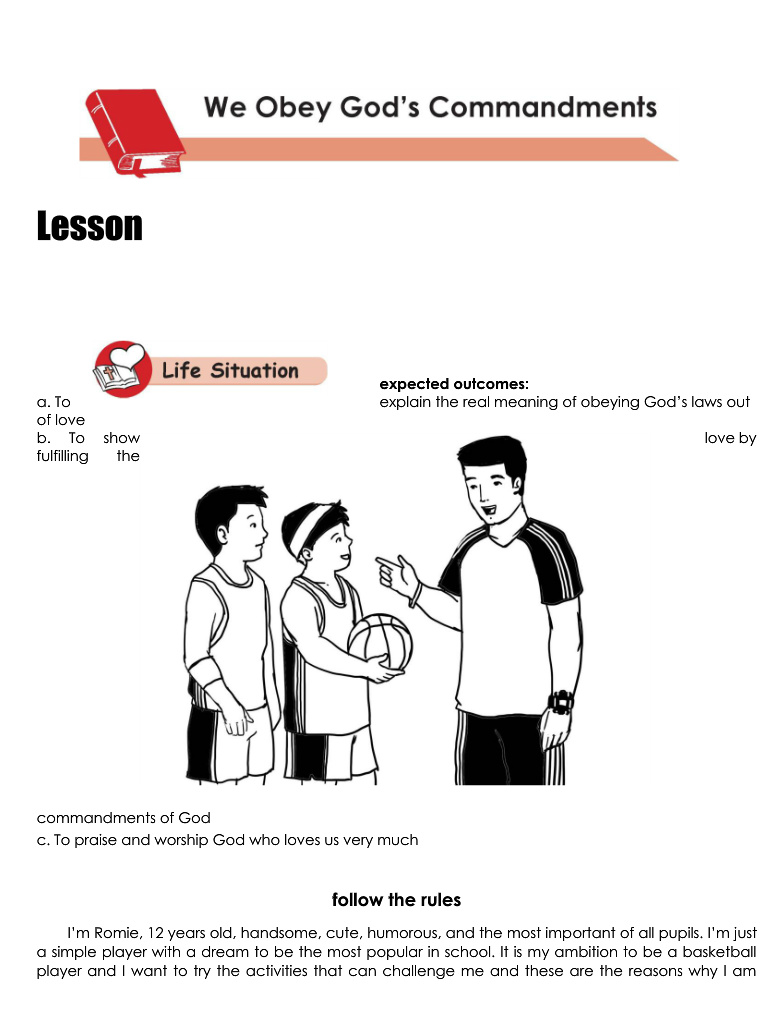 We Obey God's Commandments
Lesson
Life Situation
expected outcomes:
a. To explain the real meaning of obeying God's laws out
of love
b. To show love by
fulfilling the
commandments of God
c. To praise and worship God who loves us very much
follow the rules
I'm Romie, 12 years old, handsome, cute, humorous, and the most important of all pupils. I'm just
a simple player with a dream to be the most popular in school. It is my ambition to be a basketball
player and I want to try the activities that can challenge me and these are the reasons why I am